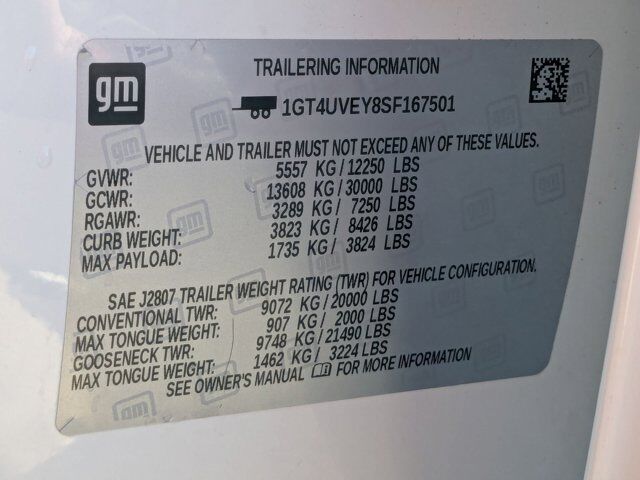 gm
TRAILERING INFORMATION
1GT4UVEY8SF167501
VEHICLE AND TRAILER MUST NOT EXCEED ANY OF THESE VALUES.
GVWR: 5557 KG/12250 LBS
GCWR: 13608 KG/30000 LBS
RGAWR: 3289 KG/ 7250 LBS
CURB WEIGHT: 3823 KG/ 8426 LBS
MAX PAYLOAD: 1735 KG/ 3824 LBS
SAE J2807 TRAILER WEIGHT RATING (TWR) FOR VEHICLE CONFIGURATION.
CONVENTIONAL TWR: 9072 KG/20000 LBS
MAX TONGUE WEIGHT: 907 KG/ 2000 LBS
GOOSENECK TWR: 9748 KG/21490 LBS
MAX TONGUE WEIGHT: 1462 KG/ 3224 LBS
SEE OWNER'S MANUAL FOR MORE INFORMATION